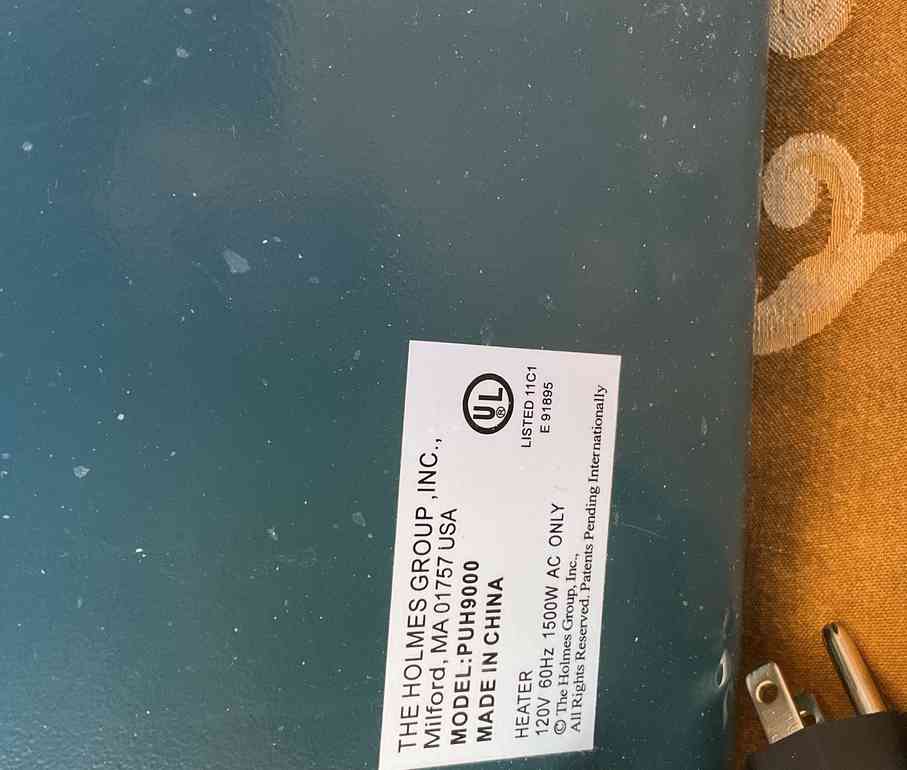 THE HOLMES GROUP ,INC.,
Milford, MA 01757 USA
MODEL:PUH9000
MADE IN CHINA
UL
®
LISTED 11C1
E 91895
HEATER
120V 60Hz 1500W AC ONLY
© The Holmes Group, Inc.,
All Rights Reserved. Patents Pending Internationally